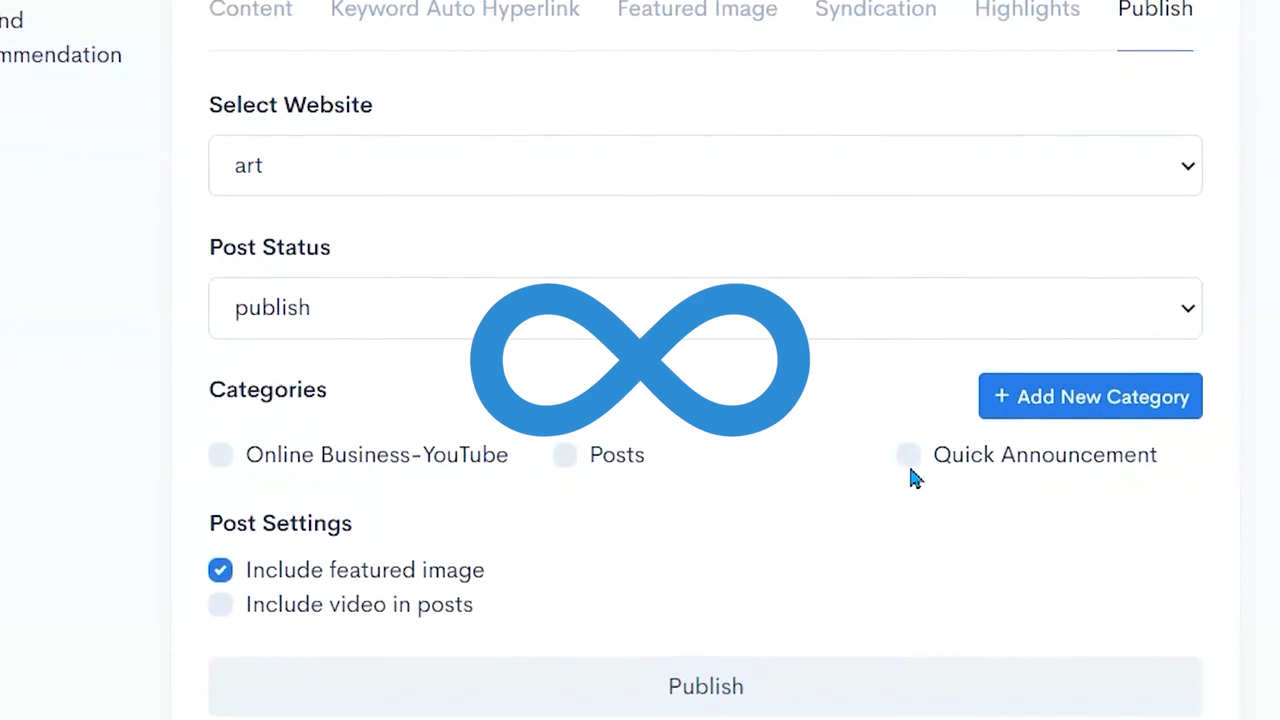 nd
mmendation
Content Keyword Auto Hyperlink Featured Image Syndication Highlights Publish
Select Website
art
Post Status
publish
Categories
+ Add New Category
Online Business-YouTube Posts Quick Announcement
Post Settings
Include featured image
Include video in posts
Publish